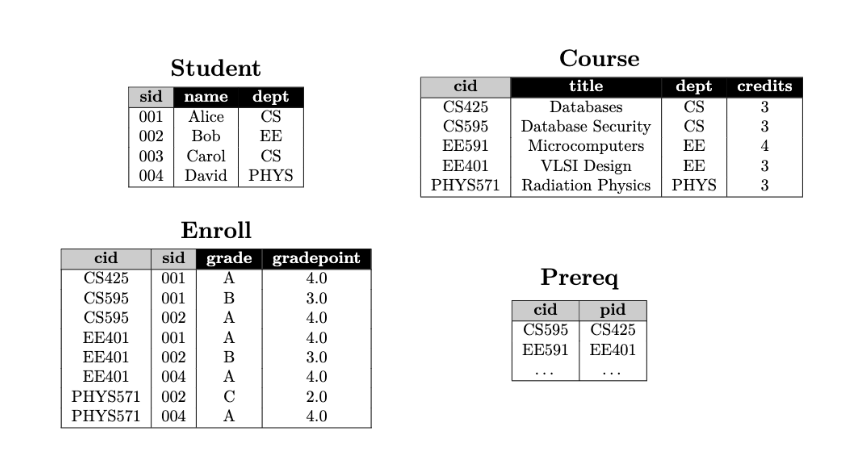 Student
sid name dept
001 Alice CS
002 Bob EE
003 Carol CS
004 David PHYS
Course
cid title dept credits
CS425 Databases CS 3
CS595 Database Security CS 3
EE591 Microcomputers EE 4
EE401 VLSI Design EE 3
PHYS571 Radiation Physics PHYS 3
Enroll
cid sid grade gradepoint
CS425 001 A 4.0
CS595 001 B 3.0
CS595 002 A 4.0
EE401 001 A 4.0
EE401 002 B 3.0
EE401 004 A 4.0
PHYS571 002 C 2.0
PHYS571 004 A 4.0
Prereq
cid pid
CS595 CS425
EE591 EE401
... ...